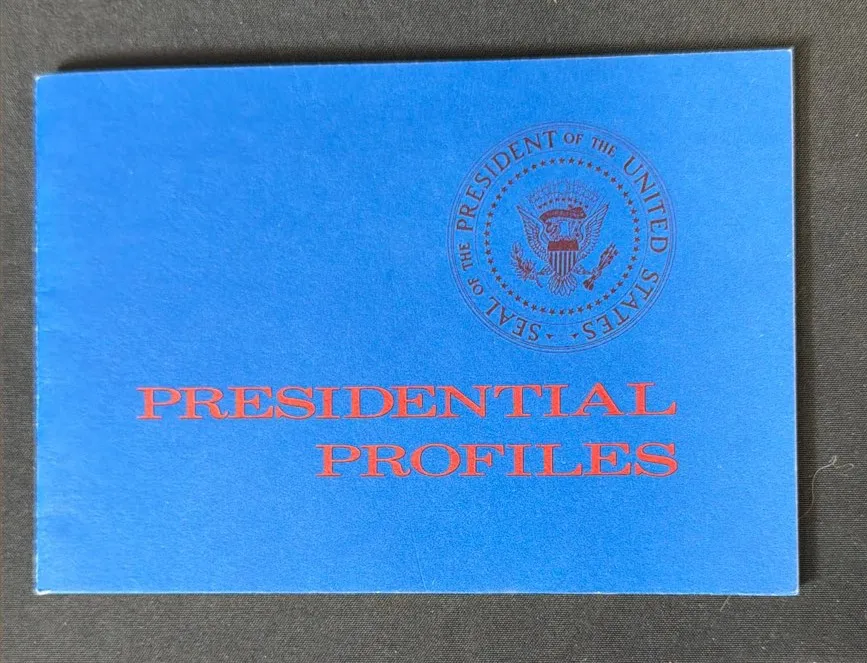 SEAL OF THE PRESIDENT OF THE UNITED STATES
PRESIDENTIAL
PROFILES